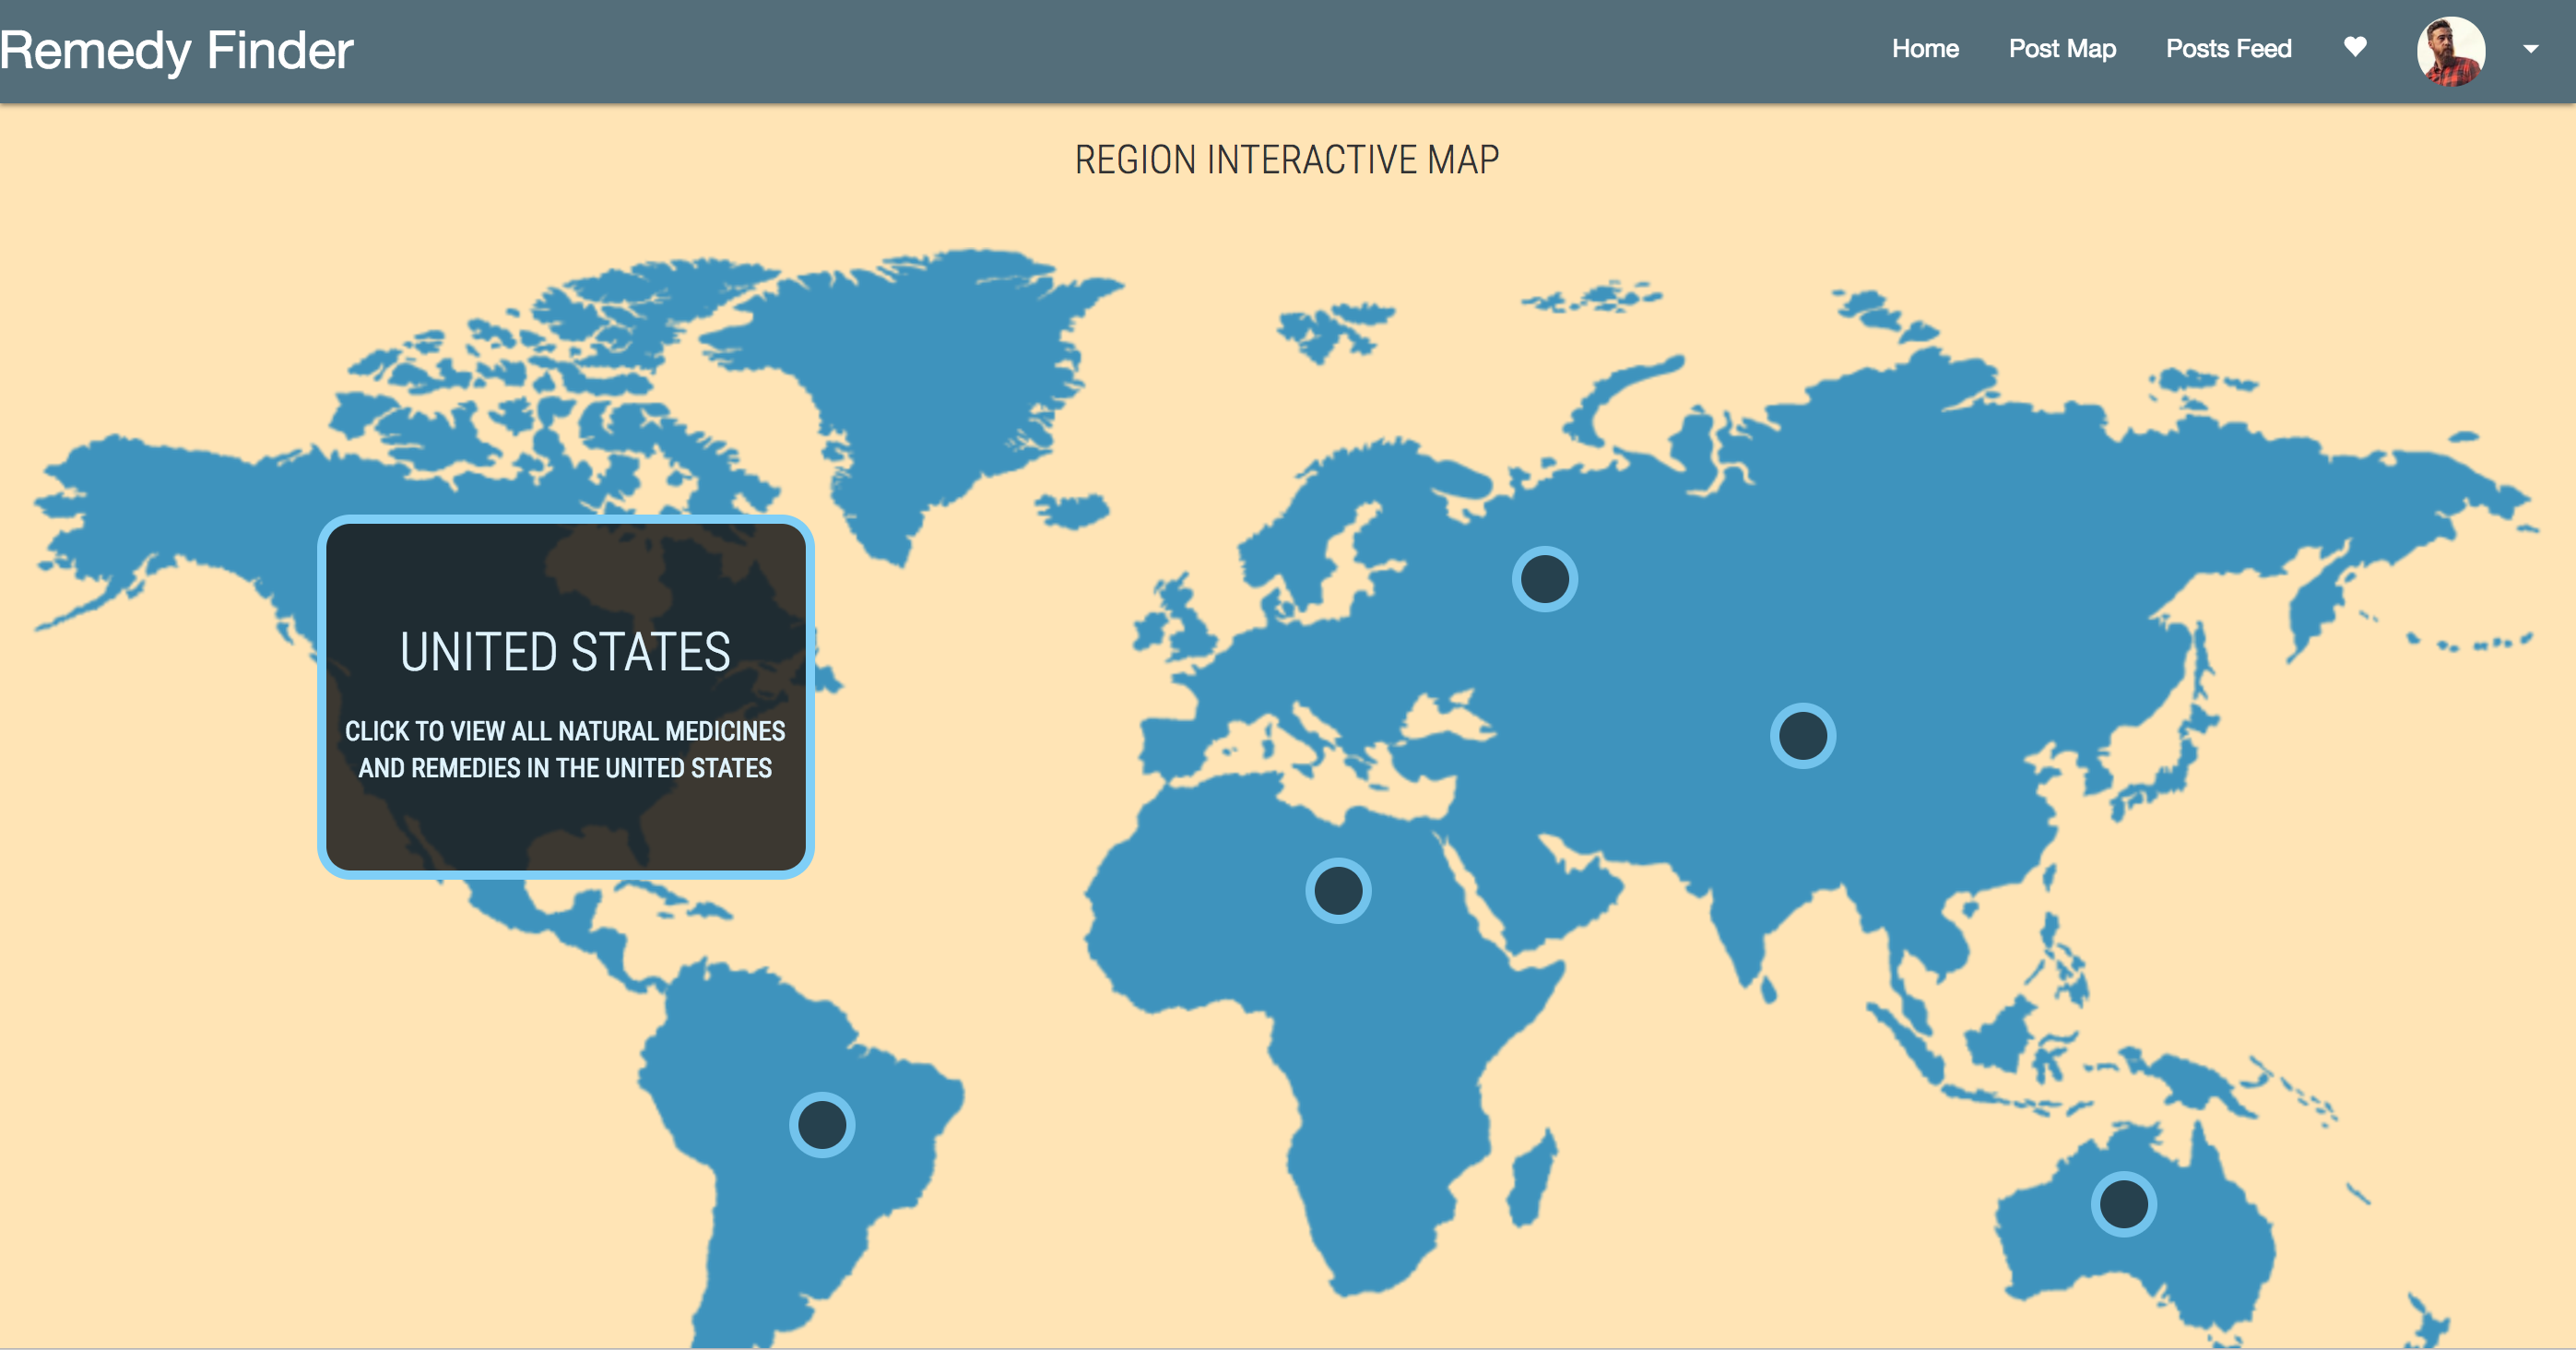 Remedy Finder
Home
Post Map
Posts Feed
REGION INTERACTIVE MAP
UNITED STATES
CLICK TO VIEW ALL NATURAL MEDICINES
AND REMEDIES IN THE UNITED STATES